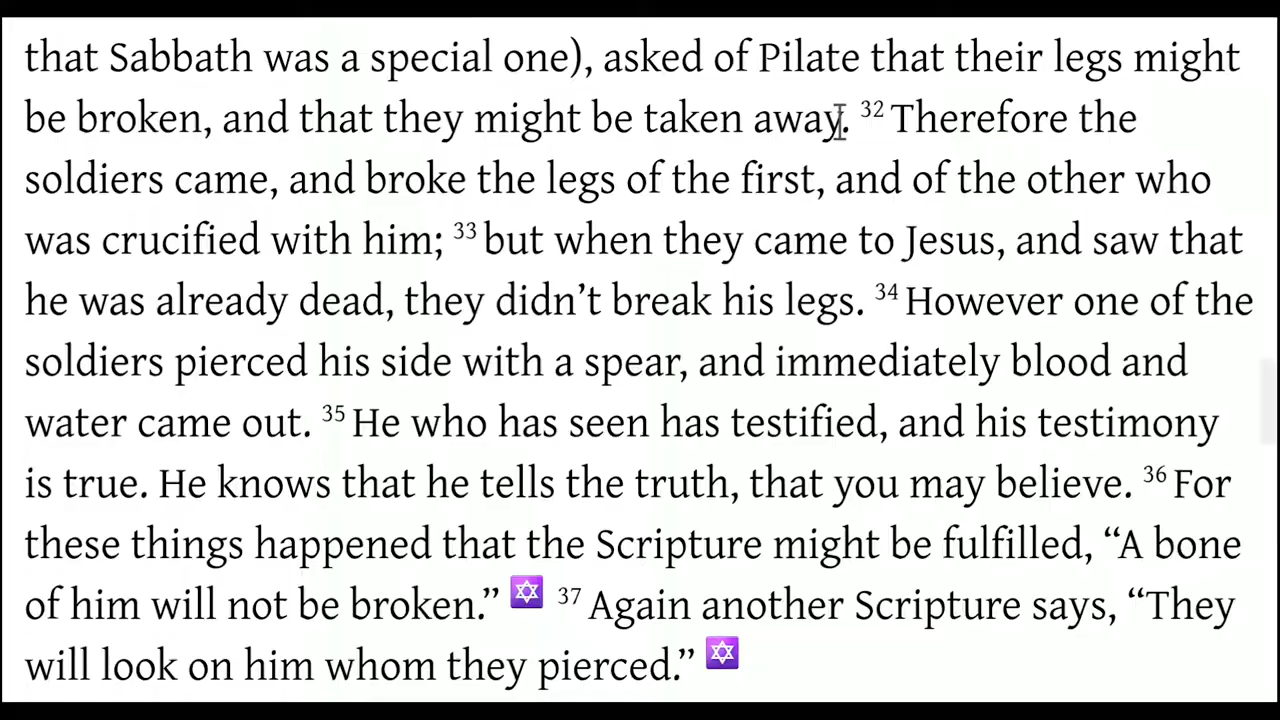 that Sabbath was a special one), asked of Pilate that their legs might
be broken, and that they might be taken away. 32 Therefore the
soldiers came, and broke the legs of the first, and of the other who
was crucified with him; 33 but when they came to Jesus, and saw that
he was already dead, they didn’t break his legs. 34 However one of the
soldiers pierced his side with a spear, and immediately blood and
water came out. 35 He who has seen has testified, and his testimony
is true. He knows that he tells the truth, that you may believe. 36 For
these things happened that the Scripture might be fulfilled, “A bone
of him will not be broken.” 🔯 37 Again another Scripture says, “They
will look on him whom they pierced.” 🔯